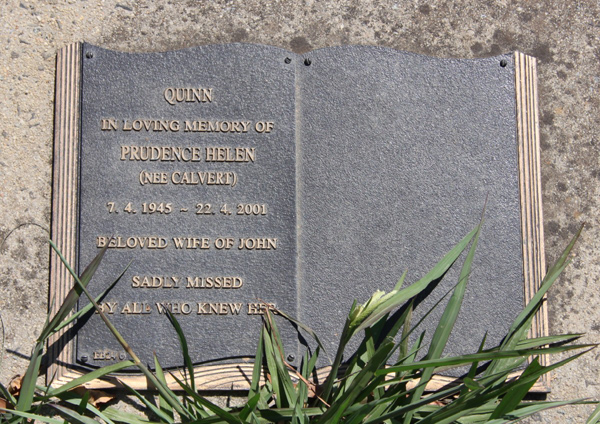 QUINN
IN LOVING MEMORY OF
PRUDENCE HELEN
(NEE CALVERT)
7. 4. 1945 ~ 22. 4. 2001
BELOVED WIFE OF JOHN
SADLY MISSED
BY ALL WHO KNEW HER